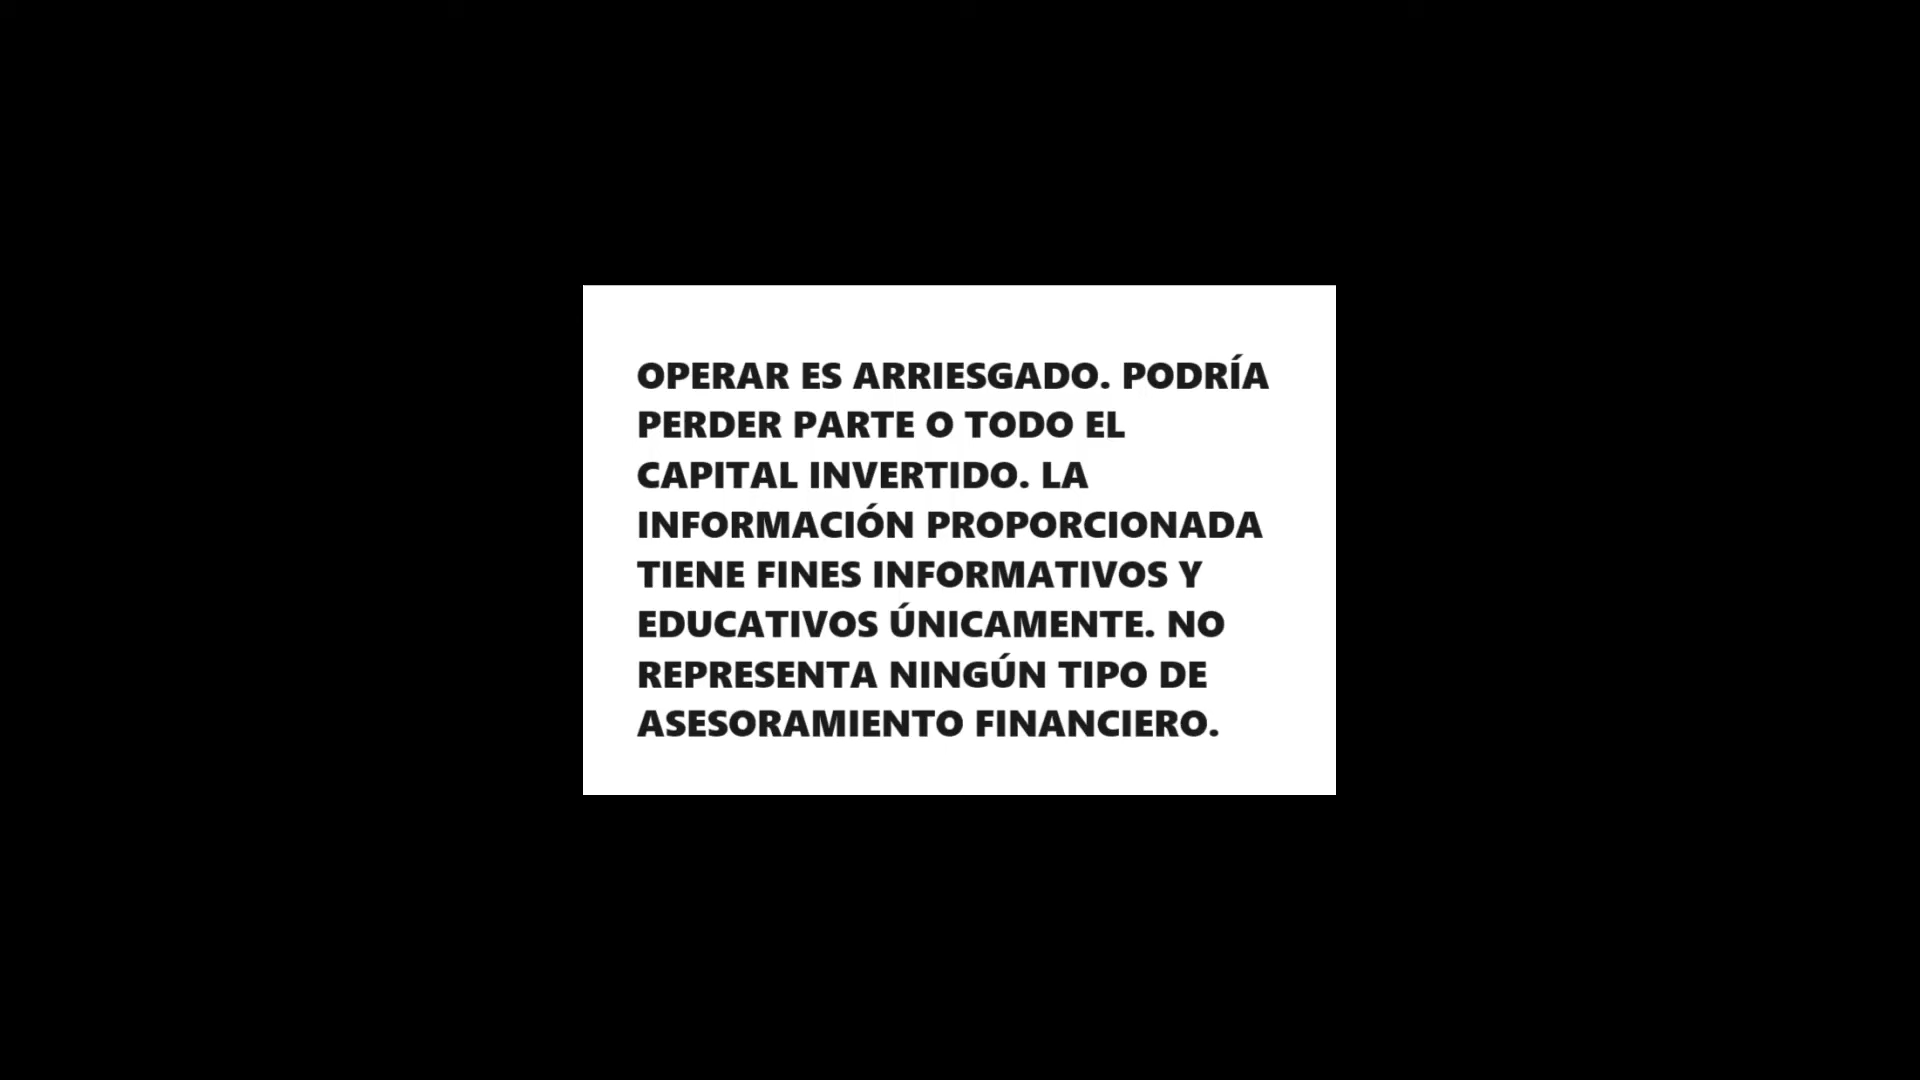 OPERAR ES ARRIESGADO. PODRÍA
PERDER PARTE O TODO EL
CAPITAL INVERTIDO. LA
INFORMACIÓN PROPORCIONADA
TIENE FINES INFORMATIVOS Y
EDUCATIVOS ÚNICAMENTE. NO
REPRESENTA NINGÚN TIPO DE
ASESORAMIENTO FINANCIERO.